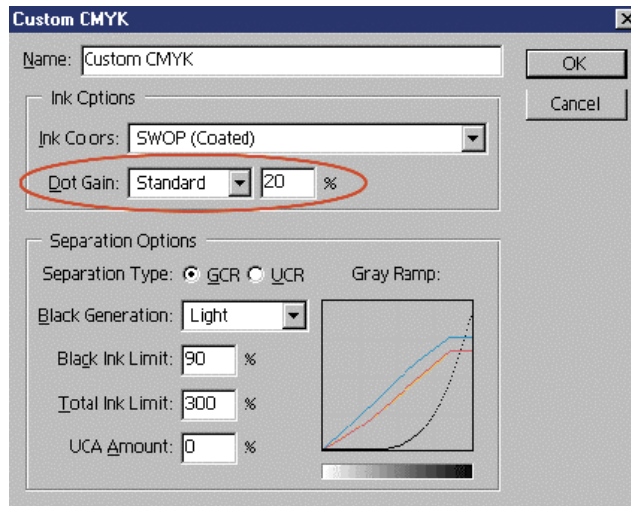 Custom CMYK
Name: Custom CMYK
OK
Ink Cptions
Cancel
Ink Colors: SWOP (Coated)
Dot Gain: Standard 20 %
Separation Options
Separation Type: GCR UCR Gray Ramp:
Black Generation: Light
Black Ink Limit: 90 %
Total Ink Limit: 300 %
UCA Amount: 0 %